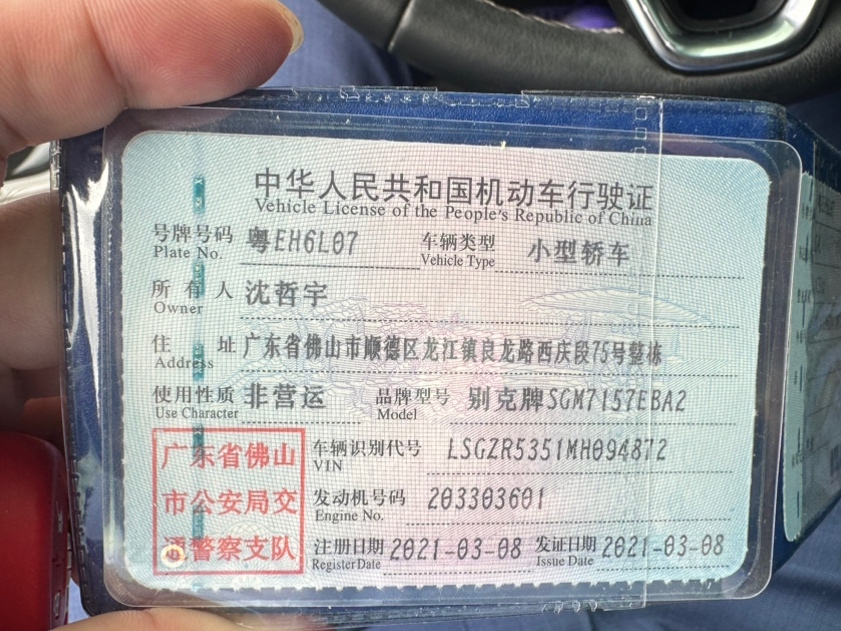 中华人民共和国机动车行驶证
Vehicle License of the People's Republic of China
号牌号码 粤EH6L07 车辆类型 小型轿车
Plate No. Vehicle Type
所有人 沈哲宇
Owner
住址 广东省佛山市顺德区龙江镇良龙路西庆段75号整栋
Address
使用性质 非营运 品牌型号 别克牌SGM7157EBA2
Use Character Model
广东省佛山 车辆识别代号 LSGZR5351MH094872
VIN
市公安局交 发动机号码 203303601
Engine No.
通警察支队 注册日期 2021-03-08 发证日期 2021-03-08
Register Date Issue Date